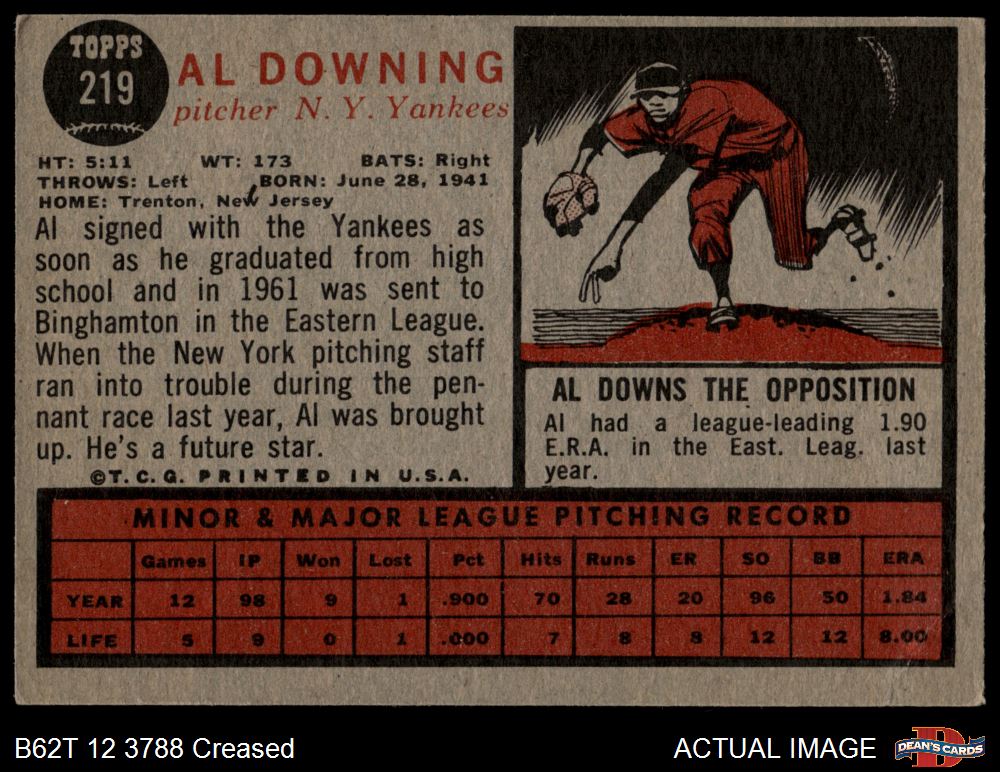 TOPPS
219
AL DOWNING
pitcher N. Y. Yankees
HT: 5:11 WT: 173 BATS: Right
THROWS: Left BORN: June 28, 1941
HOME: Trenton, New Jersey
Al signed with the Yankees as
soon as he graduated from high
school and in 1961 was sent to
Binghamton in the Eastern League.
When the New York pitching staff
ran into trouble during the pen-
nant race last year, Al was brought
up. He's a future star.
©T. C. G. PRINTED IN U.S.A.
AL DOWNS THE OPPOSITION
Al had a league-leading 1.90
E.R.A. in the East. Leag. last
year.
MINOR & MAJOR LEAGUE PITCHING RECORD
Games IP Won Lost Pct Hits Runs ER SO BB ERA
YEAR 12 98 9 1 .900 70 28 20 96 50 1.84
LIFE 5 9 0 1 .000 7 8 8 12 12 8.00
B62T 12 3788 Creased
ACTUAL IMAGE
D
DEAN'S CARDS